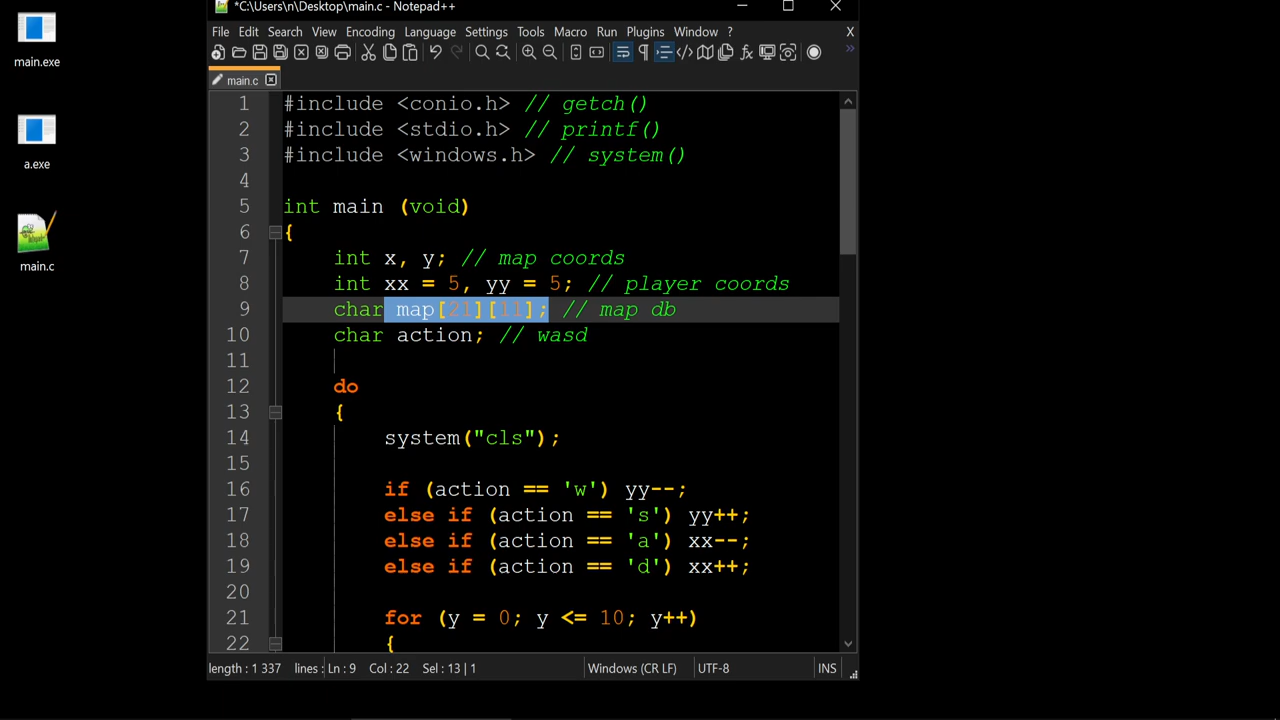 *C:\Users\n\Desktop\main.c - Notepad++
File Edit Search View Encoding Language Settings Tools Macro Run Plugins Window ? X
main.c
1 #include <conio.h> // getch()
2 #include <stdio.h> // printf()
3 #include <windows.h> // system()
4
5 int main (void)
6 {
7 int x, y; // map coords
8 int xx = 5, yy = 5; // player coords
9 char map[21][11]; // map db
10 char action; // wasd
11
12 do
13 {
14 system("cls");
15
16 if (action == 'w') yy--;
17 else if (action == 's') yy++;
18 else if (action == 'a') xx--;
19 else if (action == 'd') xx++;
20
21 for (y = 0; y <= 10; y++)
22 {
length : 1 337 lines : Ln : 9 Col : 22 Sel : 13 | 1 Windows (CR LF) UTF-8 INS
main.exe
a.exe
main.c